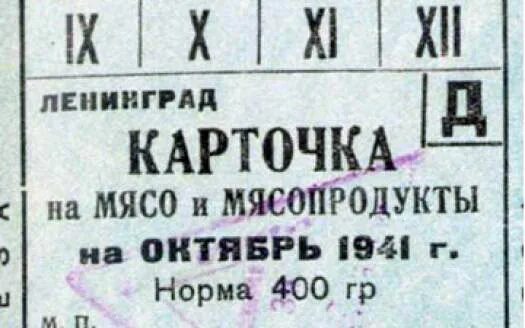 IX X XI XII
ЛЕНИНГРАД
Д
КАРТОЧКА
на МЯСО и МЯСОПРОДУКТЫ
на ОКТЯБРЬ 1941 г.
Норма 400 гр
М. П.